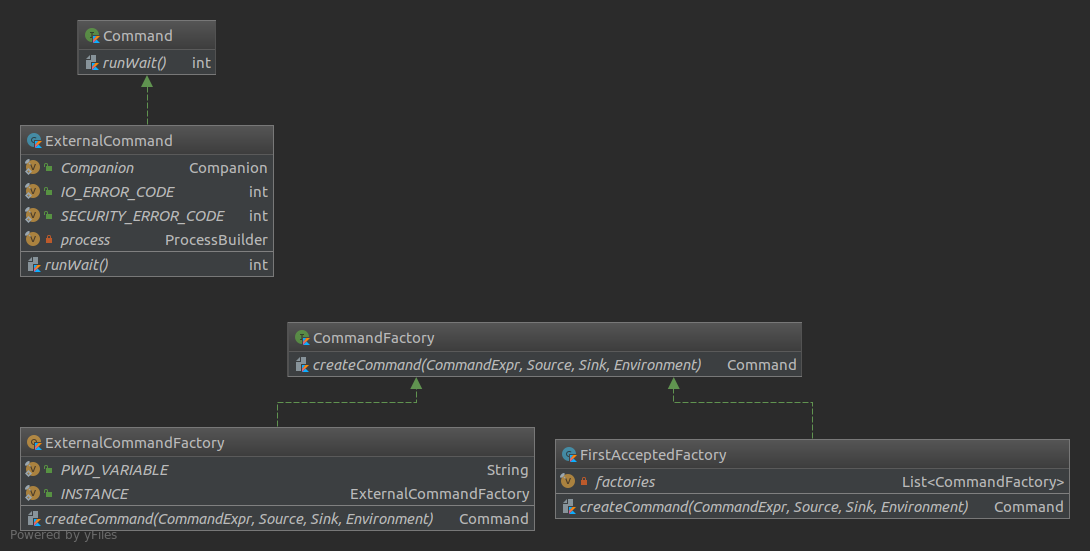 Command
runWait() int
ExternalCommand
Companion Companion
IO_ERROR_CODE int
SECURITY_ERROR_CODE int
process ProcessBuilder
runWait() int
CommandFactory
createCommand(CommandExpr, Source, Sink, Environment) Command
ExternalCommandFactory
PWD_VARIABLE String
INSTANCE ExternalCommandFactory
createCommand(CommandExpr, Source, Sink, Environment) Command
FirstAcceptedFactory
factories List<CommandFactory>
createCommand(CommandExpr, Source, Sink, Environment) Command
Powered by yFiles